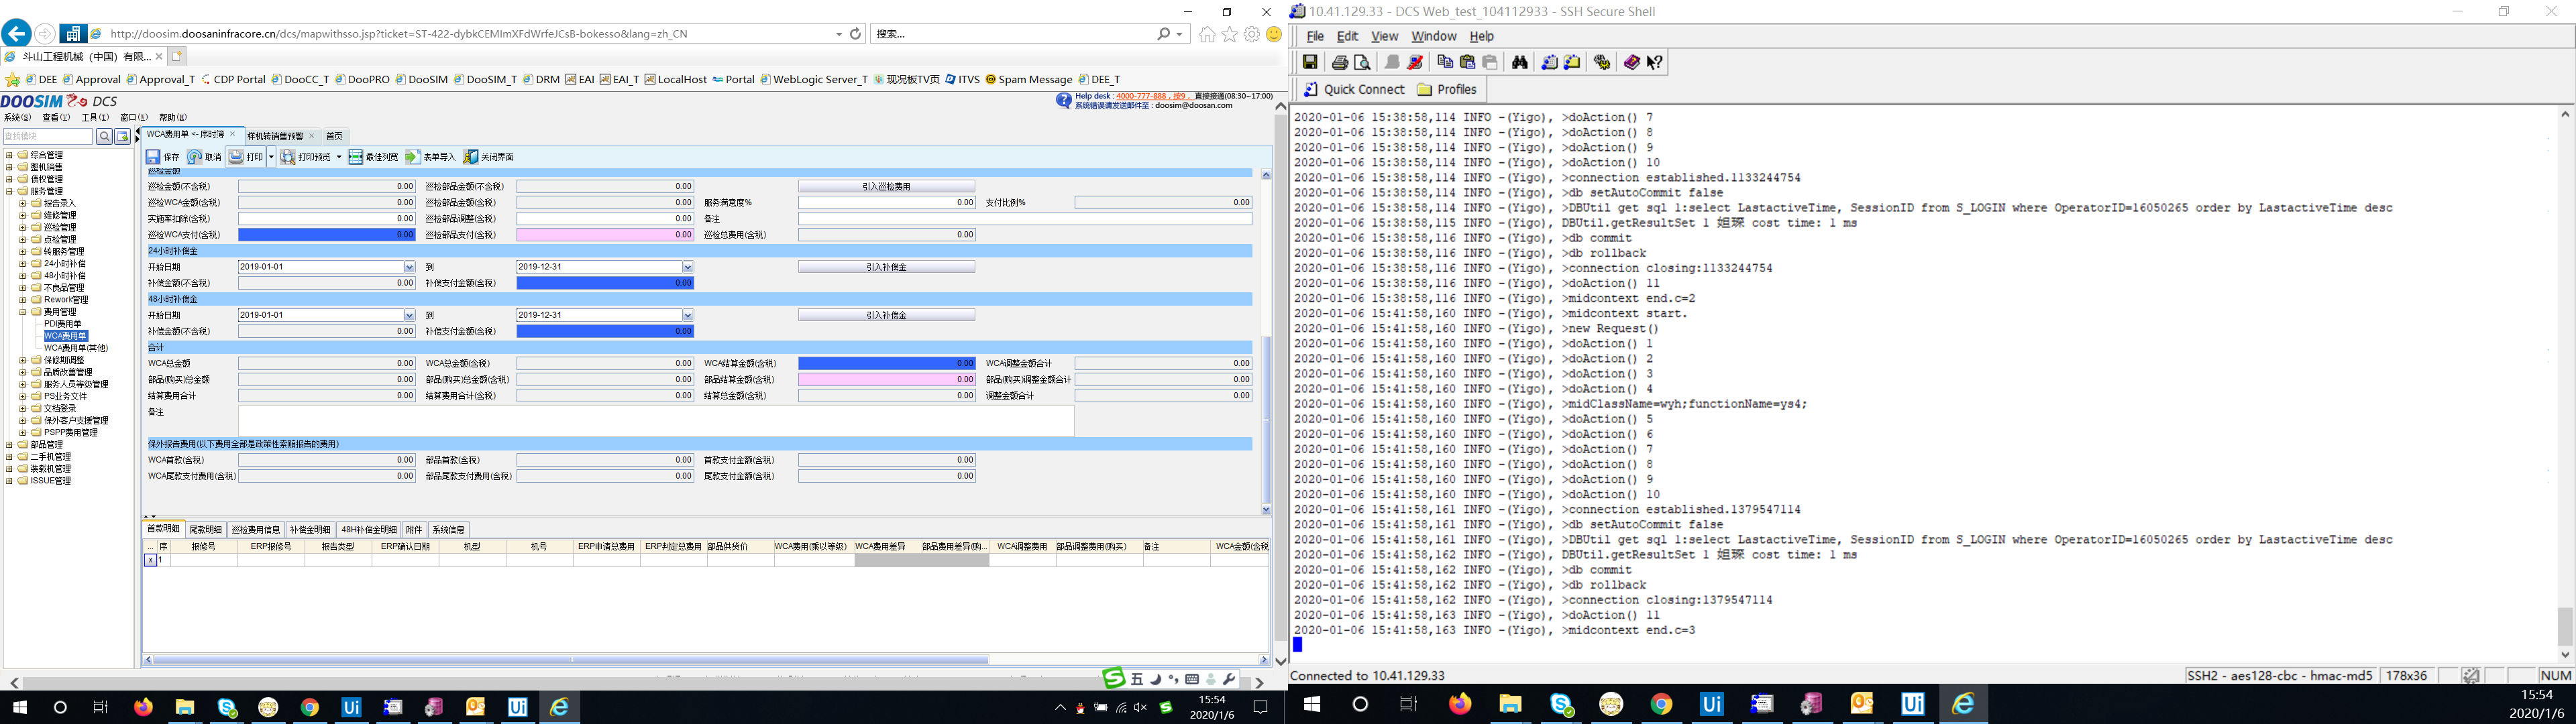 http://doosim.doosaninfracore.cn/dcs/mapwithsso.jsp?ticket=ST-422-dybkCEMImXFdWrfeJCsB-bokesso&lang=zh_CN
搜索...
斗山工程机械（中国）有限...
DEE Approval Approval_T CDP Portal DooCC_T DooPRO DooSIM DooSIM_T DRM EAI EAI_T LocalHost Portal WebLogic Server_T 现况板TV页 ITVS Spam Message DEE_T
DOOSIM DCS
Help desk : 4000-777-888，按9， 直接接通(08:30~17:00)
系统错误请发送邮件至 : doosim@doosan.com
系统(S) 查看(V) 工具(I) 窗口(E) 帮助(H)
查找模块
综合管理
整机销售
债权管理
服务管理
报告录入
维修管理
巡检管理
点检管理
转服务管理
24小时补偿
48小时补偿
不良品管理
Rework管理
费用管理
PDI费用单
WCA费用单
WCA费用单(其他)
保修期调整
品质改善管理
服务人员等级管理
PS业务文件
文档登录
保外客户支援管理
PSPP费用管理
部品管理
二手机管理
装载机管理
ISSUE管理
WCA费用单 <- 序时簿 样机转销售预警 首页
保存 取消 打印 打印预览 最佳列宽 表单导入 关闭界面
巡检金额
巡检金额(不含税) 0.00 巡检部品金额(不含税) 0.00 引入巡检费用
巡检WCA金额(含税) 0.00 巡检部品金额(含税) 0.00 服务满意度% 0.00 支付比例% 0.00
实施率扣除(含税) 0.00 巡检部品调整(含税) 0.00 备注
巡检WCA支付(含税) 0.00 巡检部品支付(含税) 0.00 巡检总费用(含税) 0.00
24小时补偿金
开始日期 2019-01-01 到 2019-12-31 引入补偿金
补偿金额(不含税) 0.00 补偿支付金额(含税) 0.00
48小时补偿金
开始日期 2019-01-01 到 2019-12-31 引入补偿金
补偿金额(不含税) 0.00 补偿支付金额(含税) 0.00
合计
WCA总金额 0.00 WCA总金额(含税) 0.00 WCA结算金额(含税) 0.00 WCA调整金额合计 0.00
部品(购买)总金额 0.00 部品(购买)总金额(含税) 0.00 部品结算金额(含税) 0.00 部品(购买)调整金额合计 0.00
结算费用合计 0.00 结算费用合计(含税) 0.00 结算总金额(含税) 0.00 调整金额合计 0.00
备注
保外报告费用(以下费用全部是政策性索赔报告的费用)
WCA首款(含税) 0.00 部品首款(含税) 0.00 首款支付金额(含税) 0.00
WCA尾款支付费用(含税) 0.00 部品尾款支付费用(含税) 0.00 尾款支付金额(含税) 0.00
首款明细 尾款明细 巡检费用信息 补偿金明细 48H补偿金明细 附件 系统信息
... 序 报修号 ERP报修号 报告类型 ERP确认日期 机型 机号 ERP申请总费用 ERP判定总费用 部品供货价 WCA费用(乘以等级) WCA费用差异 部品费用差异(购... WCA调整费用 部品调整费用(购买) 备注 WCA金额(含税
x 1
五
15:54
2020/1/6
10.41.129.33 - DCS Web_test_104112933 - SSH Secure Shell
File Edit View Window Help
Quick Connect Profiles
2020-01-06 15:38:58,114 INFO -(Yigo), >doAction() 7
2020-01-06 15:38:58,114 INFO -(Yigo), >doAction() 8
2020-01-06 15:38:58,114 INFO -(Yigo), >doAction() 9
2020-01-06 15:38:58,114 INFO -(Yigo), >doAction() 10
2020-01-06 15:38:58,114 INFO -(Yigo), >connection established.1133244754
2020-01-06 15:38:58,114 INFO -(Yigo), >db setAutoCommit false
2020-01-06 15:38:58,114 INFO -(Yigo), >DBUtil get sql 1:select LastactiveTime, SessionID from S_LOGIN where OperatorID=16050265 order by LastactiveTime desc
2020-01-06 15:38:58,115 INFO -(Yigo), DBUtil.getResultSet 1 妲琛 cost time: 1 ms
2020-01-06 15:38:58,116 INFO -(Yigo), >db commit
2020-01-06 15:38:58,116 INFO -(Yigo), >db rollback
2020-01-06 15:38:58,116 INFO -(Yigo), >connection closing:1133244754
2020-01-06 15:38:58,116 INFO -(Yigo), >doAction() 11
2020-01-06 15:38:58,116 INFO -(Yigo), >midcontext end.c=2
2020-01-06 15:41:58,160 INFO -(Yigo), >midcontext start.
2020-01-06 15:41:58,160 INFO -(Yigo), >new Request()
2020-01-06 15:41:58,160 INFO -(Yigo), >doAction() 1
2020-01-06 15:41:58,160 INFO -(Yigo), >doAction() 2
2020-01-06 15:41:58,160 INFO -(Yigo), >doAction() 3
2020-01-06 15:41:58,160 INFO -(Yigo), >doAction() 4
2020-01-06 15:41:58,160 INFO -(Yigo), >midClassName=wyh;functionName=ys4;
2020-01-06 15:41:58,160 INFO -(Yigo), >doAction() 5
2020-01-06 15:41:58,160 INFO -(Yigo), >doAction() 6
2020-01-06 15:41:58,160 INFO -(Yigo), >doAction() 7
2020-01-06 15:41:58,160 INFO -(Yigo), >doAction() 8
2020-01-06 15:41:58,160 INFO -(Yigo), >doAction() 9
2020-01-06 15:41:58,160 INFO -(Yigo), >doAction() 10
2020-01-06 15:41:58,161 INFO -(Yigo), >connection established.1379547114
2020-01-06 15:41:58,161 INFO -(Yigo), >db setAutoCommit false
2020-01-06 15:41:58,161 INFO -(Yigo), >DBUtil get sql 1:select LastactiveTime, SessionID from S_LOGIN where OperatorID=16050265 order by LastactiveTime desc
2020-01-06 15:41:58,162 INFO -(Yigo), DBUtil.getResultSet 1 妲琛 cost time: 1 ms
2020-01-06 15:41:58,162 INFO -(Yigo), >db commit
2020-01-06 15:41:58,162 INFO -(Yigo), >db rollback
2020-01-06 15:41:58,162 INFO -(Yigo), >connection closing:1379547114
2020-01-06 15:41:58,163 INFO -(Yigo), >doAction() 11
2020-01-06 15:41:58,163 INFO -(Yigo), >midcontext end.c=3
Connected to 10.41.129.33
SSH2 - aes128-cbc - hmac-md5 178x36 NUM
15:54
2020/1/6